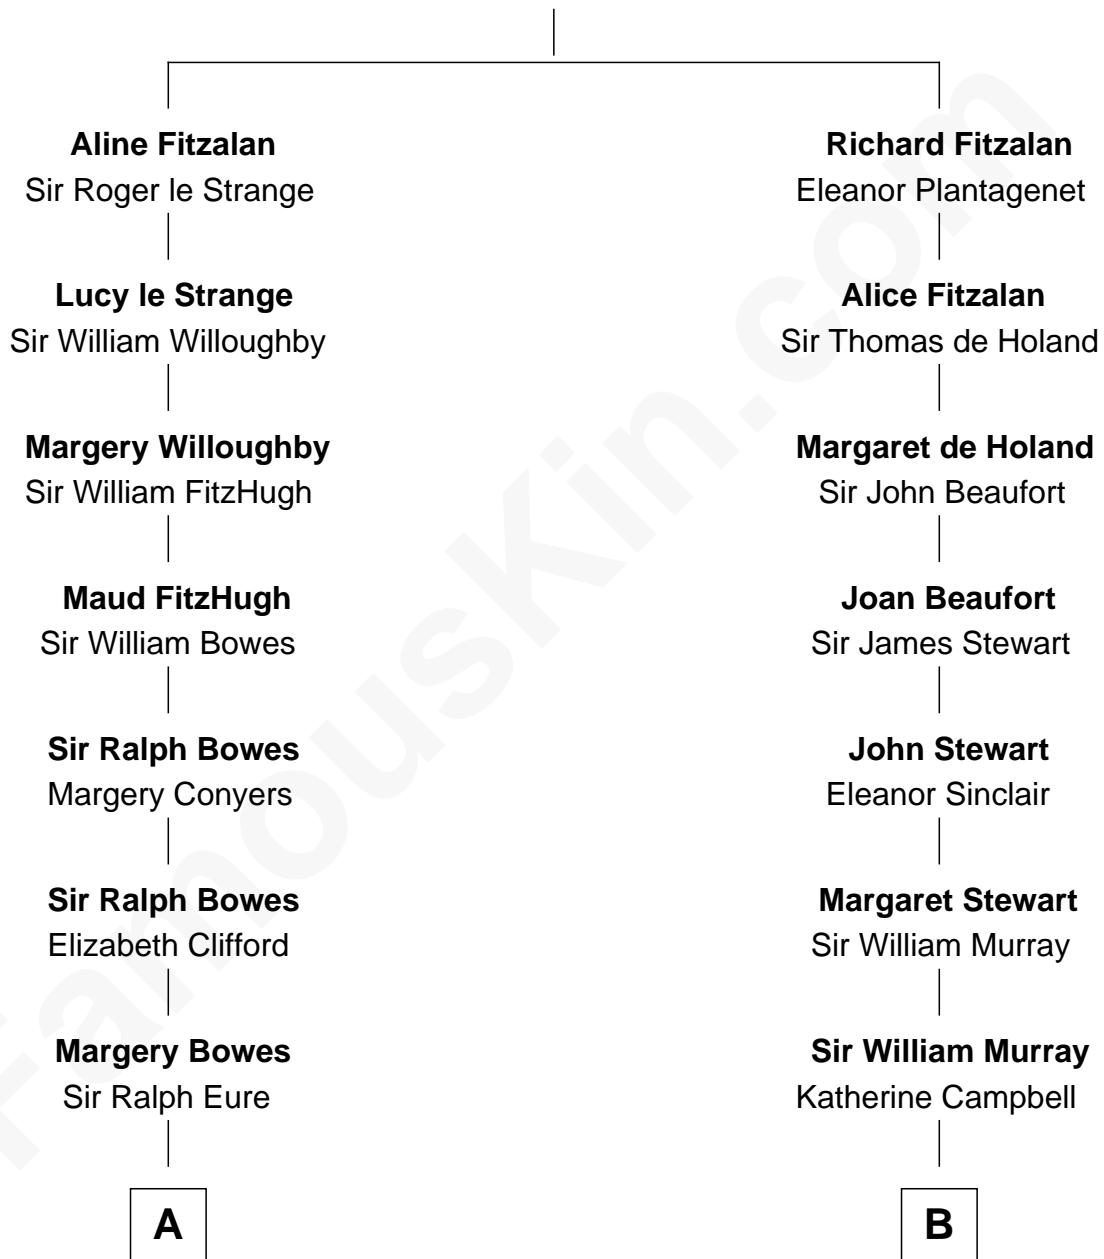 Aline Fitzalan
Sir Roger le Strange
Lucy le Strange
Sir William Willoughby
Margery Willoughby
Sir William FitzHugh
Maud FitzHugh
Sir William Bowes
Sir Ralph Bowes
Margery Conyers
Sir Ralph Bowes
Elizabeth Clifford
Margery Bowes
Sir Ralph Eure
A
Richard Fitzalan
Eleanor Plantagenet
Alice Fitzalan
Sir Thomas de Holand
Margaret de Holand
Sir John Beaufort
Joan Beaufort
Sir James Stewart
John Stewart
Eleanor Sinclair
Margaret Stewart
Sir William Murray
Sir William Murray
Katherine Campbell
B
FamousKin.com